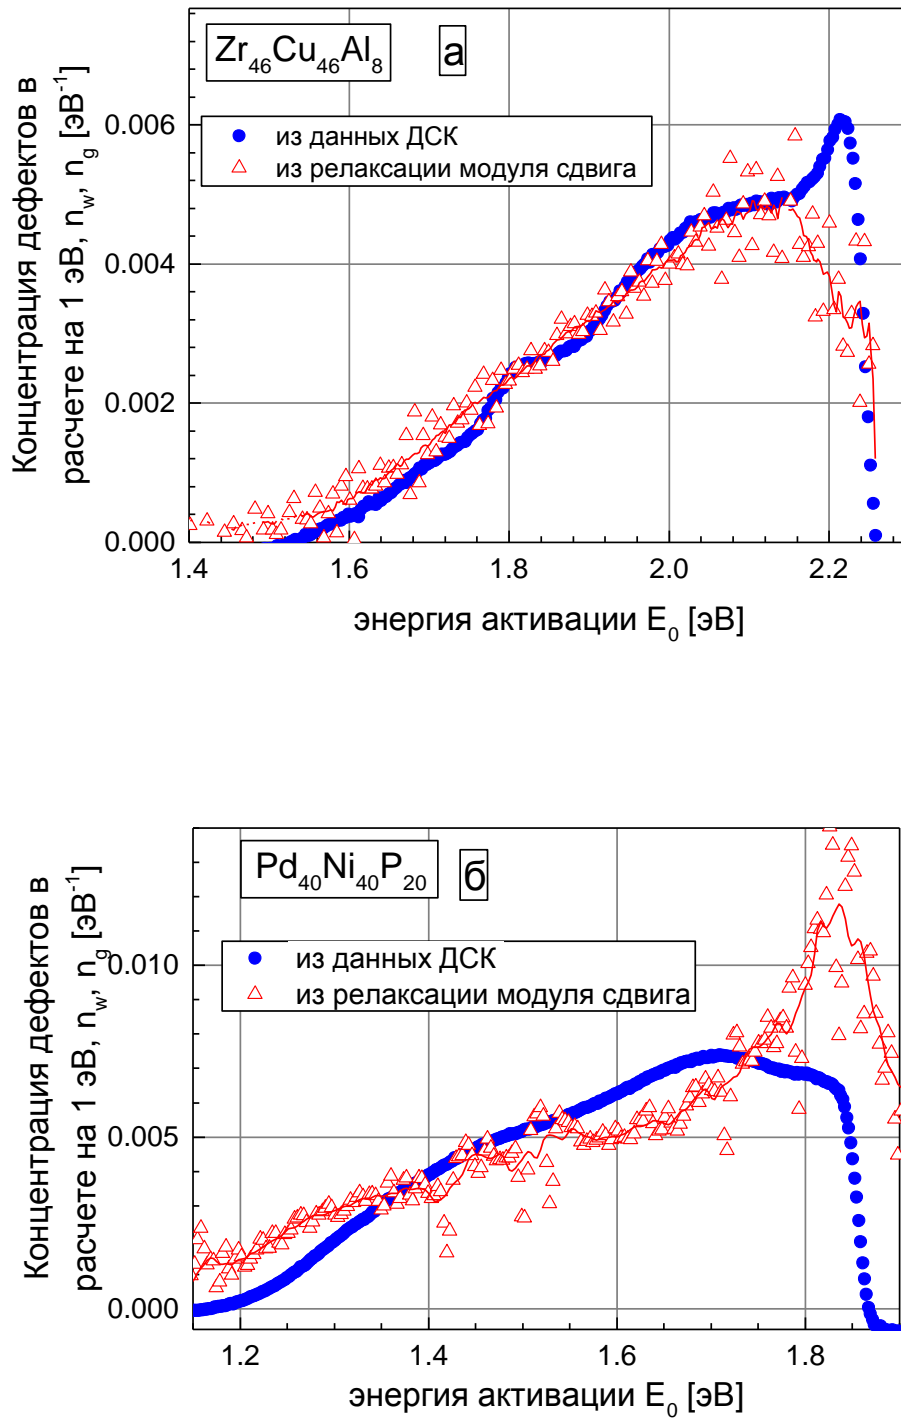 Zr46Cu46Al8
а
Концентрация дефектов в
расчете на 1 эВ, nw, ng [эВ-1]
из данных ДСК
из релаксации модуля сдвига
0.006
0.004
0.002
0.000
1.4 1.6 1.8 2.0 2.2
энергия активации E0 [эВ]
Pd40Ni40P20
б
Концентрация дефектов в
расчете на 1 эВ, nw, ng [эВ-1]
из данных ДСК
из релаксации модуля сдвига
0.010
0.005
0.000
1.2 1.4 1.6 1.8
энергия активации E0 [эВ]